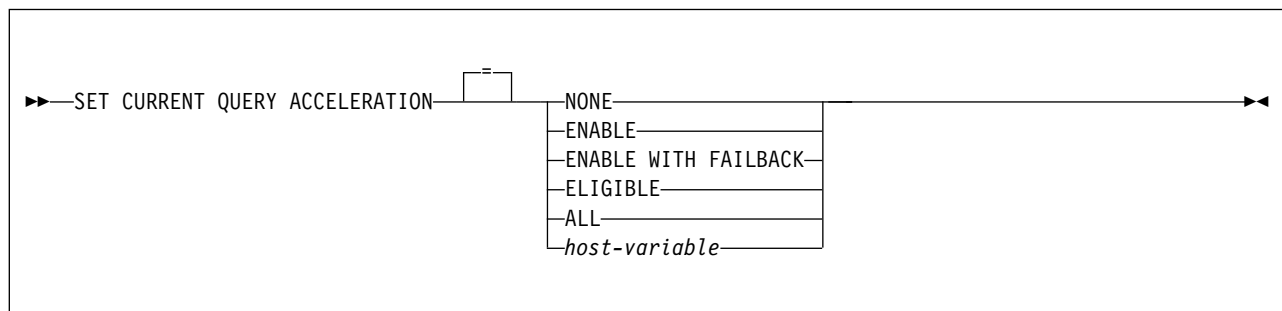 =
SET CURRENT QUERY ACCELERATION NONE
ENABLE
ENABLE WITH FAILBACK
ELIGIBLE
ALL
host-variable